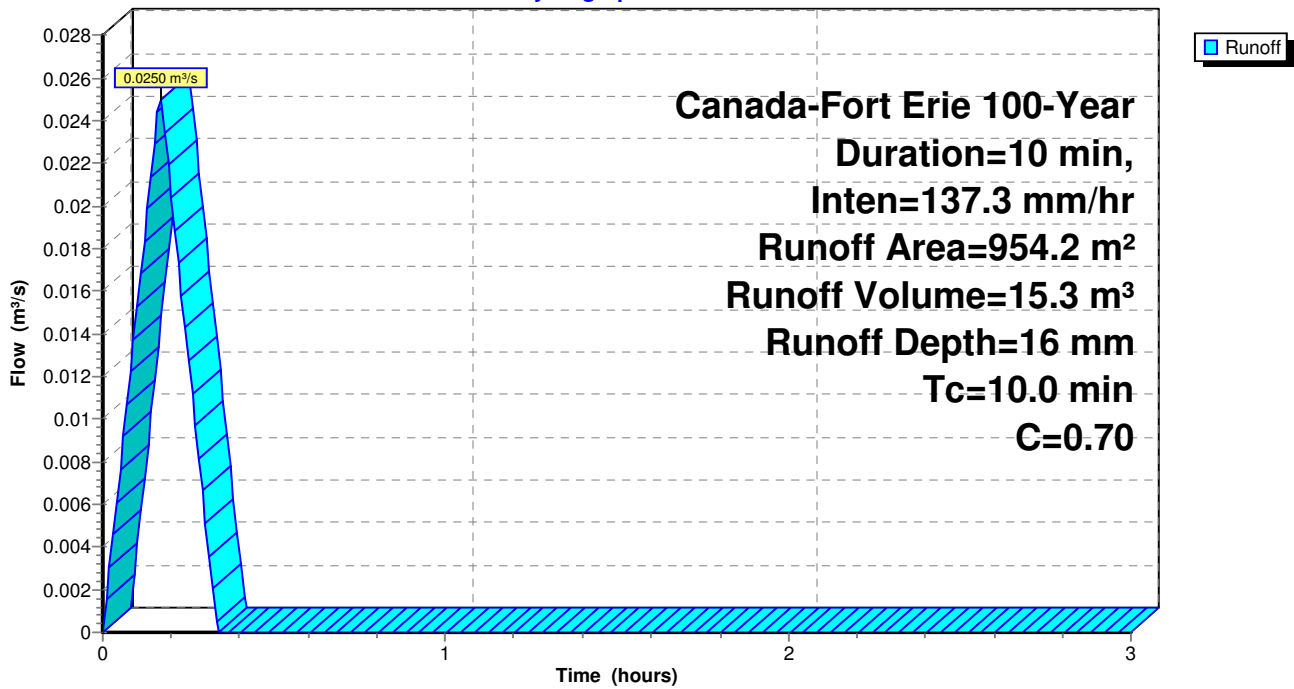 Runoff
0.028
0.026
0.024
0.022
0.02
0.018
0.016
0.014
0.012
0.01
0.008
0.006
0.004
0.002
0
Flow (m³/s)
0.0250 m³/s
Canada-Fort Erie 100-Year
Duration=10 min,
Inten=137.3 mm/hr
Runoff Area=954.2 m²
Runoff Volume=15.3 m³
Runoff Depth=16 mm
Tc=10.0 min
C=0.70
0 1 2 3
Time (hours)